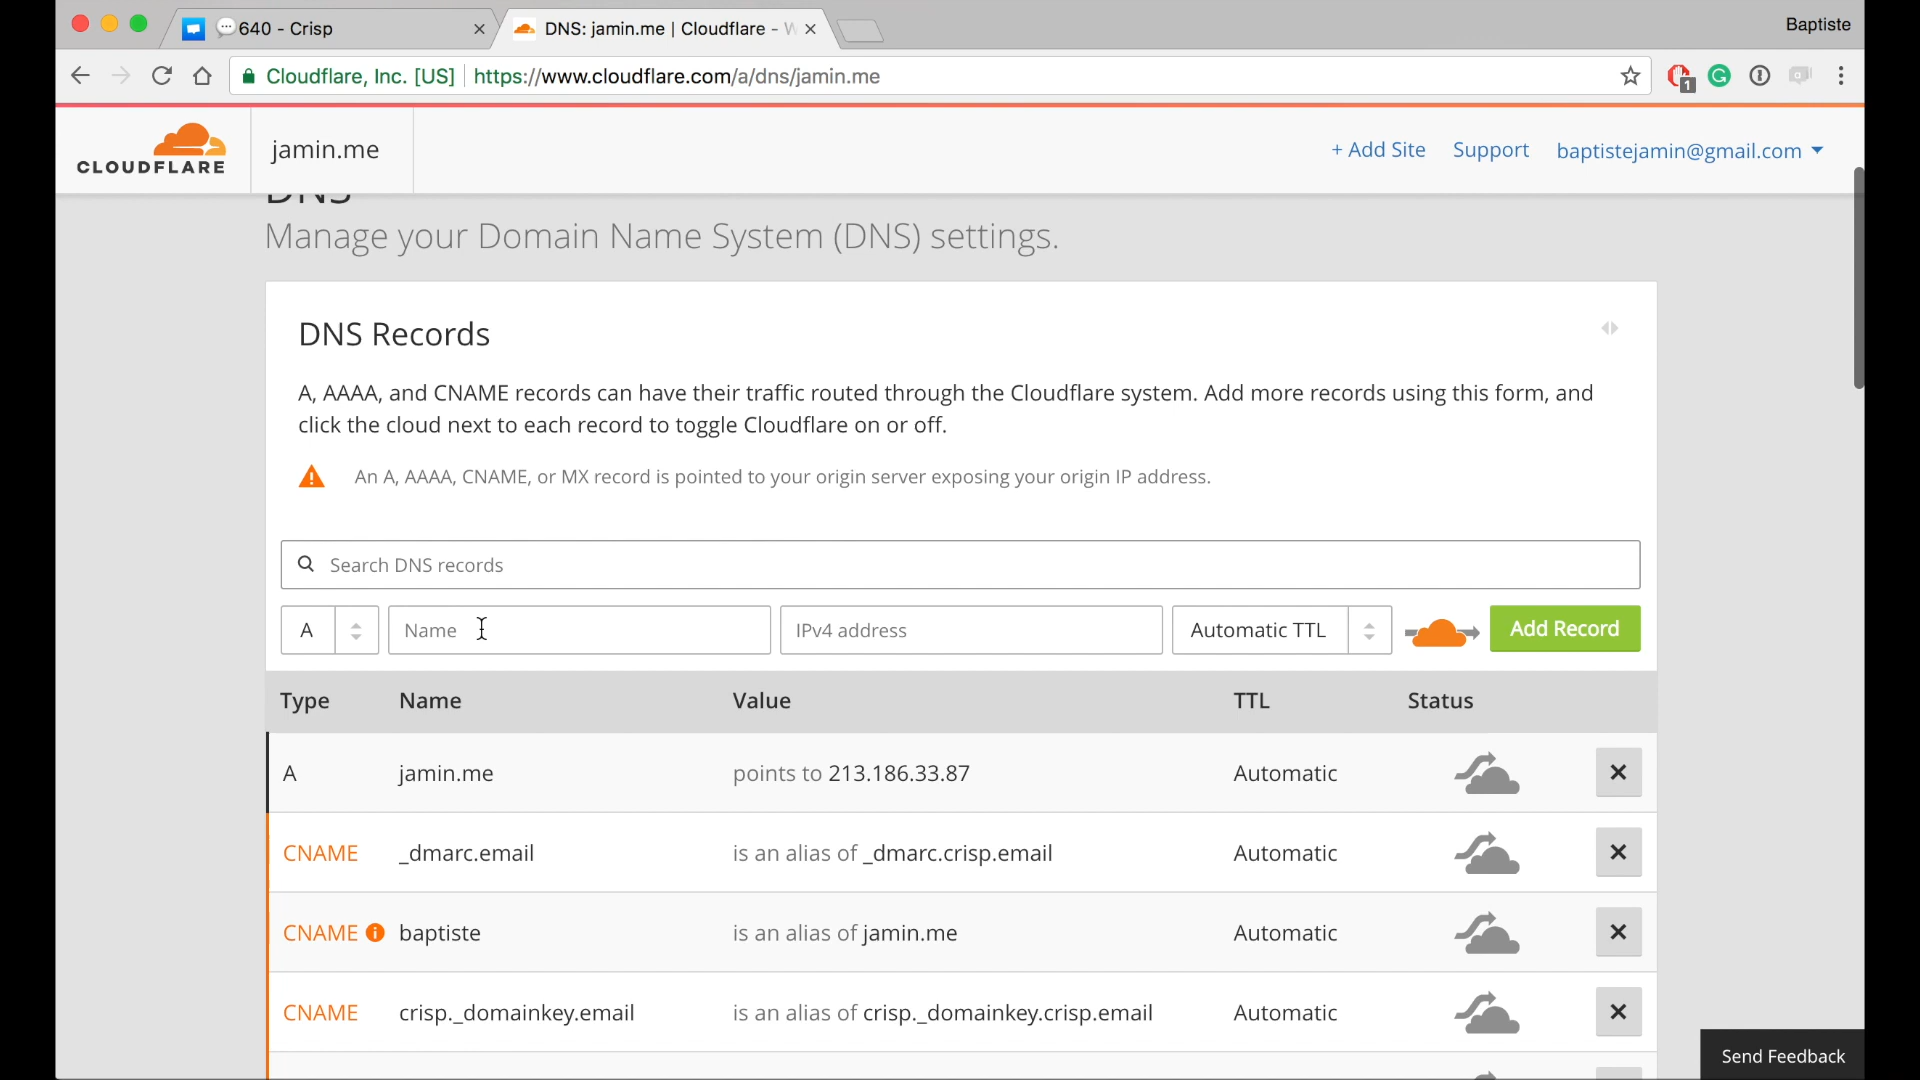 640 - Crisp
DNS: jamin.me | Cloudflare - W
Baptiste
Cloudflare, Inc. [US]
https://www.cloudflare.com/a/dns/jamin.me
1
CLOUDFLARE
jamin.me
+ Add Site
Support
baptistejamin@gmail.com
DNS
Manage your Domain Name System (DNS) settings.
DNS Records
A, AAAA, and CNAME records can have their traffic routed through the Cloudflare system. Add more records using this form, and
click the cloud next to each record to toggle Cloudflare on or off.
An A, AAAA, CNAME, or MX record is pointed to your origin server exposing your origin IP address.
Search DNS records
A Name IPv4 address Automatic TTL Add Record
Type Name Value TTL Status
A jamin.me points to 213.186.33.87 Automatic
CNAME _dmarc.email is an alias of _dmarc.crisp.email Automatic
CNAME baptiste is an alias of jamin.me Automatic
CNAME crisp._domainkey.email is an alias of crisp._domainkey.crisp.email Automatic
Send Feedback